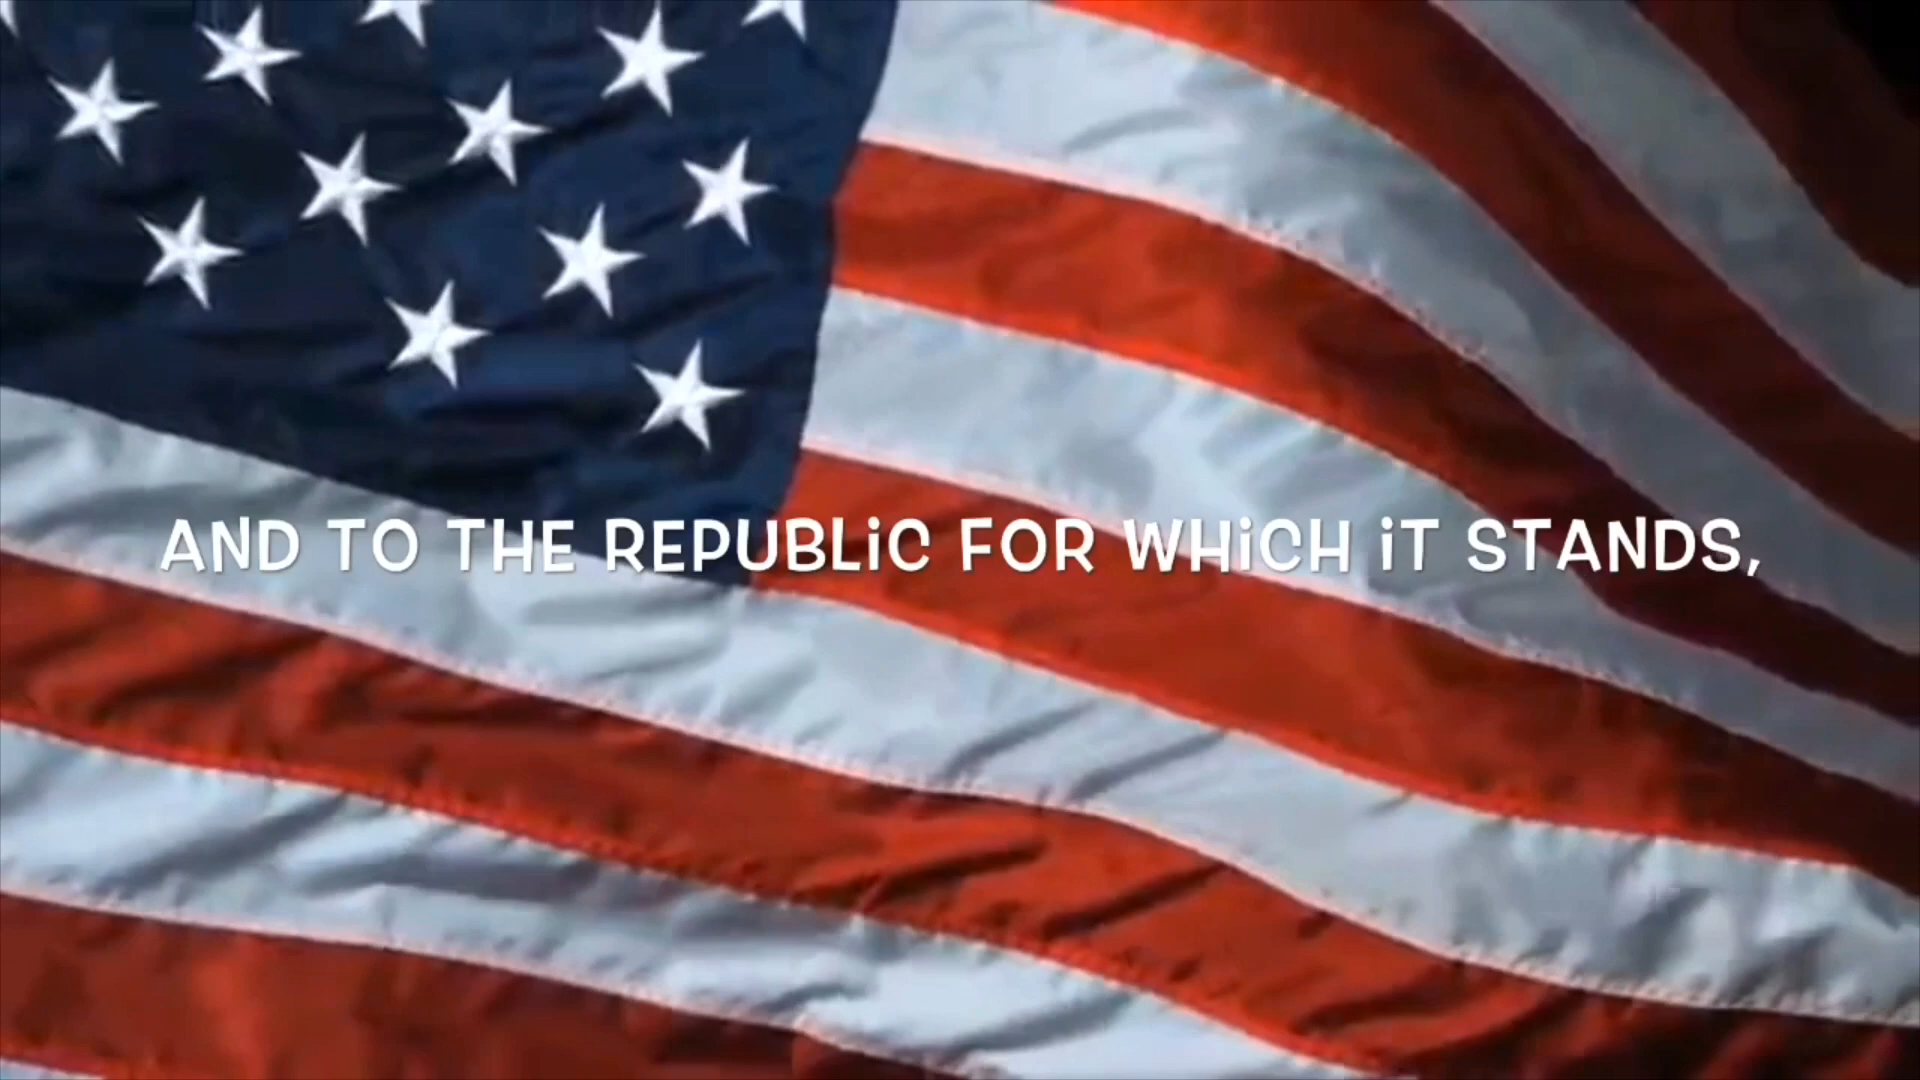 AND TO THE REPUBLiC FOR WHiCH iT STANDS,